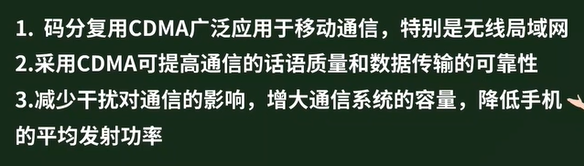 1. 码分复用CDMA广泛应用于移动通信，特别是无线局域网
2.采用CDMA可提高通信的话语质量和数据传输的可靠性
3.减少干扰对通信的影响，增大通信系统的容量，降低手机
的平均发射功率